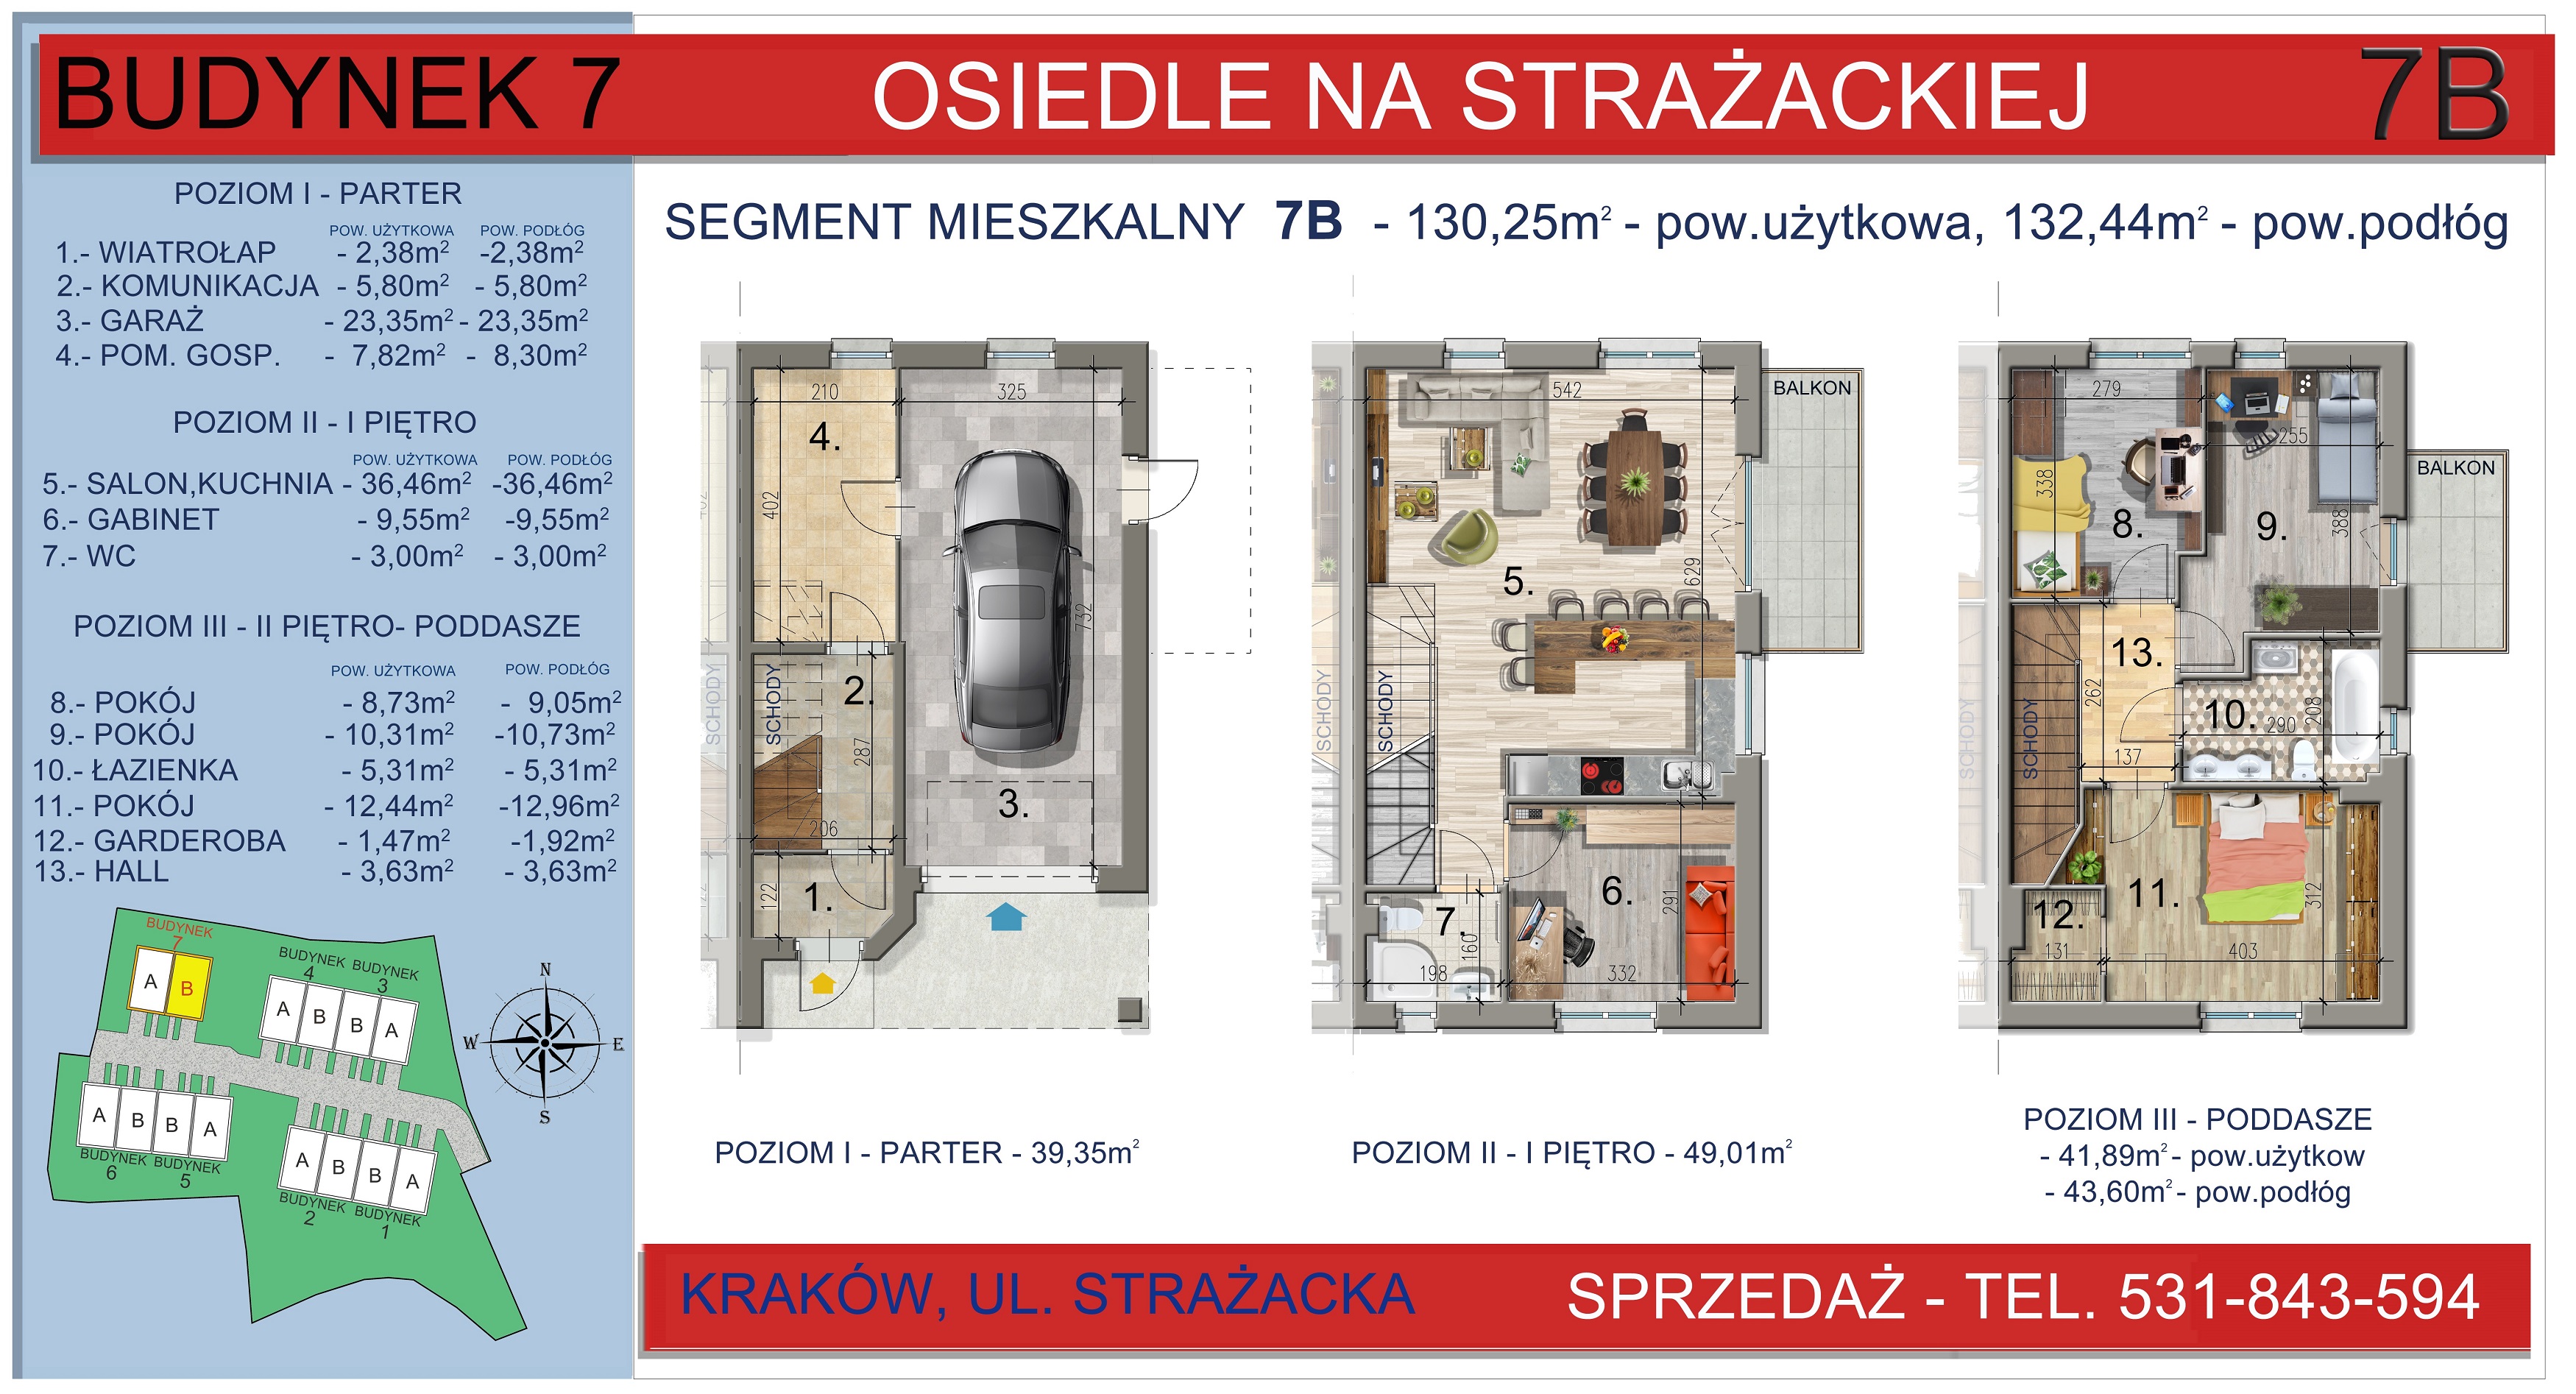 BUDYNEK 7 OSIEDLE NA STRAŻACKIEJ 7B
POZIOM I - PARTER
POW. UŻYTKOWA POW. PODŁÓG
1.- WIATROŁAP - 2,38m² -2,38m²
2.- KOMUNIKACJA - 5,80m² - 5,80m²
3.- GARAŻ - 23,35m² - 23,35m²
4.- POM. GOSP. - 7,82m² - 8,30m²
POZIOM II - I PIĘTRO
POW. UŻYTKOWA POW. PODŁÓG
5.- SALON,KUCHNIA - 36,46m² -36,46m²
6.- GABINET - 9,55m² -9,55m²
7.- WC - 3,00m² - 3,00m²
POZIOM III - II PIĘTRO- PODDASZE
POW. UŻYTKOWA POW. PODŁÓG
8.- POKÓJ - 8,73m² - 9,05m²
9.- POKÓJ - 10,31m² -10,73m²
10.- ŁAZIENKA - 5,31m² - 5,31m²
11.- POKÓJ - 12,44m² -12,96m²
12.- GARDEROBA - 1,47m² -1,92m²
13.- HALL - 3,63m² - 3,63m²
BUDYNEK
7
A B
BUDYNEK BUDYNEK
4 3
A B B A
A B B A
BUDYNEK BUDYNEK
6 5
A B B A
BUDYNEK BUDYNEK
2 1
N
W E
S
SEGMENT MIESZKALNY 7B - 130,25m² - pow.użytkowa, 132,44m² - pow.podłóg
210 325
4.
402
732
SCHODY SCHODY
2.
287
3.
206
122
1.
BALKON
542
5.
629
SCHODY SCHODY
6.
291
7.
160
198 332
BALKON
279
255
338
8.
9.
388
13.
262
SCHODY SCHODY
10.
290 208
137
11.
312
12.
131 403
POZIOM I - PARTER - 39,35m²
POZIOM II - I PIĘTRO - 49,01m²
POZIOM III - PODDASZE
- 41,89m² - pow.użytkow
- 43,60m² - pow.podłóg
KRAKÓW, UL. STRAŻACKA SPRZEDAŻ - TEL. 531-843-594